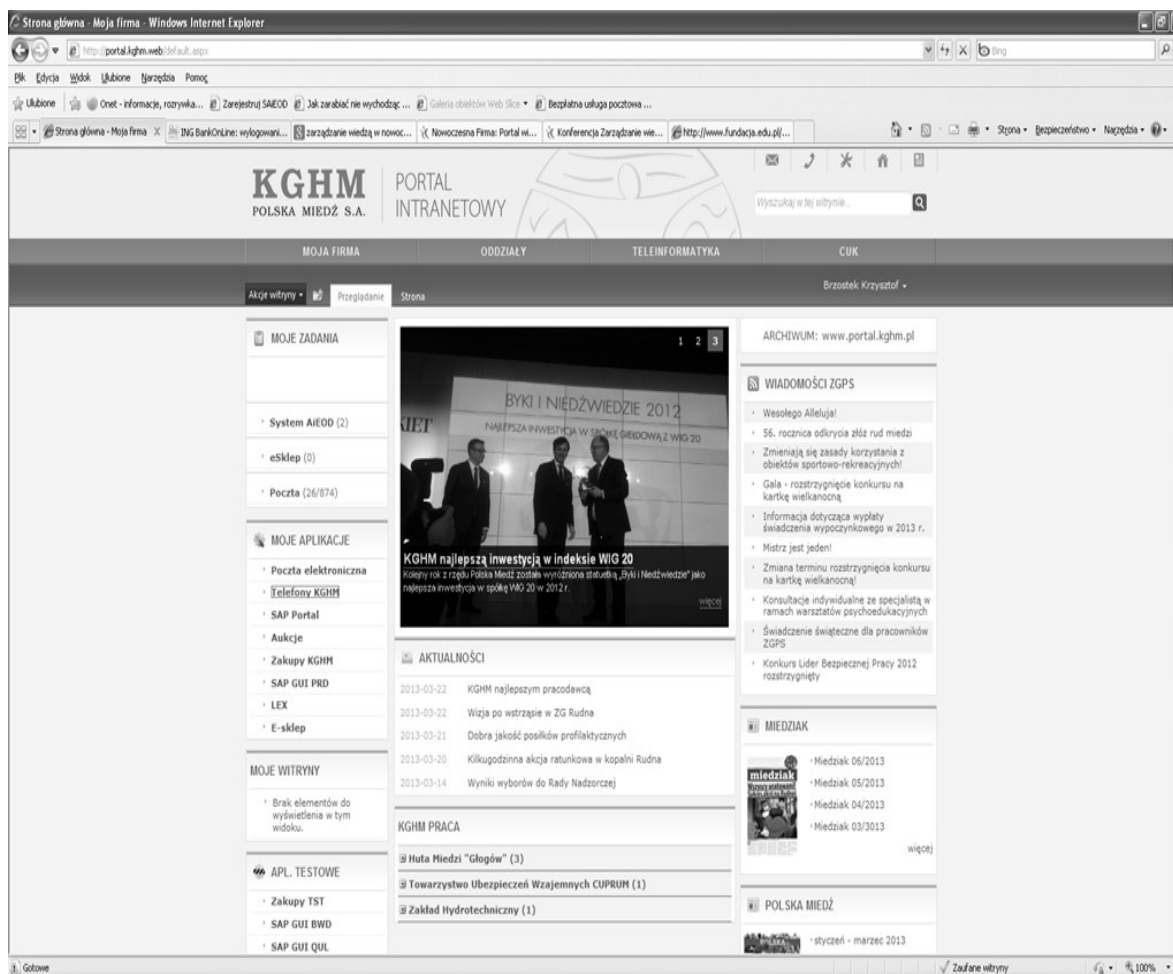 Strona główna - Moja firma - Windows Internet Explorer
http://portal.kghm.web/default.aspx
Bing
Plik Edycja Widok Ulubione Narzędzia Pomoc
Ulubione Onet - informacje, rozrywka... Zarejestruj SAEOD Jak zarabiać nie wychodząc ... Galeria obiektów Web Slice Bezpłatna usługa pocztowa ...
Strona główna - Moja firma ING BankOnLine: wylogowani... zarządzanie wiedzą w nowoc... Nowoczesna Firma: Portal wi... Konferencja Zarządzanie wie... http://www.fundacja.edu.pl/... Strona Bezpieczeństwo Narzędzia
KGHM
POLSKA MIEDŹ S.A.
PORTAL
INTRANETOWY
Wyszukaj w tej witrynie...
MOJA FIRMA ODDZIAŁY TELEINFORMATYKA CUK
Brzostek Krzysztof
Akcje witryny Przeglądanie Strona
MOJE ZADANIA
System AiEOD (2)
eSklep (0)
Poczta (26/874)
MOJE APLIKACJE
Poczta elektroniczna
Telefony KGHM
SAP Portal
Aukcje
Zakupy KGHM
SAP GUI PRD
LEX
E-sklep
MOJE WITRYNY
Brak elementów do
wyświetlenia w tym
widoku.
APL. TESTOWE
Zakupy TST
SAP GUI BWD
SAP GUI QUL
1 2 3
BYKI I NIEDŹWIEDZIE 2012
NAJLEPSZA INWESTYCJA W SPÓŁKĘ GIEŁDOWĄ Z WIG 20
KIET
KGHM najlepszą inwestycją w indeksie WIG 20
Kolejny rok z rzędu Polska Miedź została wyróżniona statuetką „Byki i Niedźwiedzie" jako
najlepsza inwestycja w spółkę WIG 20 w 2012 r.
więcej
AKTUALNOŚCI
2013-03-22 KGHM najlepszym pracodawcą
2013-03-22 Wizja po wstrząsie w ZG Rudna
2013-03-21 Dobra jakość posiłków profilaktycznych
2013-03-20 Kilkugodzinna akcja ratunkowa w kopalni Rudna
2013-03-14 Wyniki wyborów do Rady Nadzorczej
KGHM PRACA
Huta Miedzi "Głogów" (3)
Towarzystwo Ubezpieczeń Wzajemnych CUPRUM (1)
Zakład Hydrotechniczny (1)
ARCHIWUM: www.portal.kghm.pl
WIADOMOŚCI ZGPS
Wesołego Alleluja!
56. rocznica odkrycia złóż rud miedzi
Zmieniają się zasady korzystania z
obiektów sportowo-rekreacyjnych!
Gala - rozstrzygnięcie konkursu na
kartkę wielkanocną
Informacja dotycząca wypłaty
świadczenia wypoczynkowego w 2013 r.
Mistrz jest jeden!
Zmiana terminu rozstrzygnięcia konkursu
na kartkę wielkanocną!
Konsultacje indywidualne ze specjalistą w
ramach warsztatów psychoedukacyjnych
Świadczenie świąteczne dla pracowników
ZGPS
Konkurs Lider Bezpiecznej Pracy 2012
rozstrzygnięty
MIEDZIAK
miedziak
Miedziak 06/2013
Miedziak 05/2013
Miedziak 04/2013
Miedziak 03/3013
więcej
POLSKA MIEDŹ
POLSKA
styczeń - marzec 2013
Gotowe
Zaufane witryny
100%